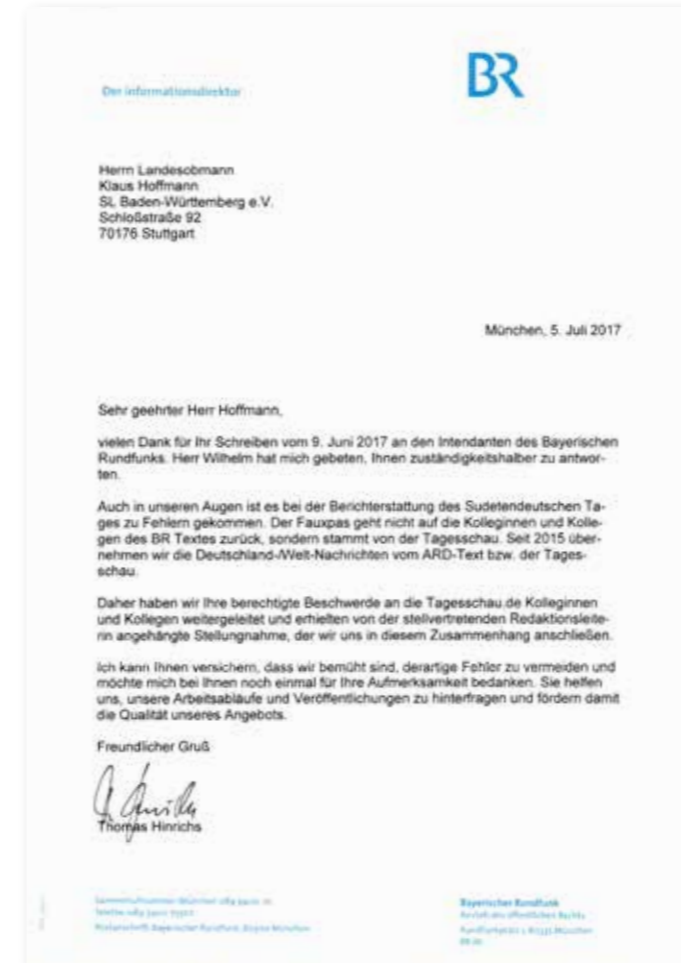 BR
Der Informationsdirektor
Herrn Landesobmann
Klaus Hoffmann
SL Baden-Württemberg e.V.
Schloßstraße 92
70176 Stuttgart
München, 5. Juli 2017
Sehr geehrter Herr Hoffmann,
vielen Dank für Ihr Schreiben vom 9. Juni 2017 an den Intendanten des Bayerischen
Rundfunks. Herr Wilhelm hat mich gebeten, Ihnen zuständigkeitshalber zu antwor-
ten.
Auch in unseren Augen ist es bei der Berichterstattung des Sudetendeutschen Ta-
ges zu Fehlern gekommen. Der Fauxpas geht nicht auf die Kolleginnen und Kolle-
gen des BR Textes zurück, sondern stammt von der Tagesschau. Seit 2015 über-
nehmen wir die Deutschland-/Welt-Nachrichten vom ARD-Text bzw. der Tages-
schau.
Daher haben wir Ihre berechtigte Beschwerde an die Tagesschau.de Kolleginnen
und Kollegen weitergeleitet und erhielten von der stellvertretenden Redaktionsleite-
rin angehängte Stellungnahme, der wir uns in diesem Zusammenhang anschließen.
Ich kann Ihnen versichern, dass wir bemüht sind, derartige Fehler zu vermeiden und
möchte mich bei Ihnen noch einmal für Ihre Aufmerksamkeit bedanken. Sie helfen
uns, unsere Arbeitsabläufe und Veröffentlichungen zu hinterfragen und fördern damit
die Qualität unseres Angebots.
Freundlicher Gruß
Thomas Hinrichs
Bayerischer Rundfunk
Anstalt des öffentlichen Rechts